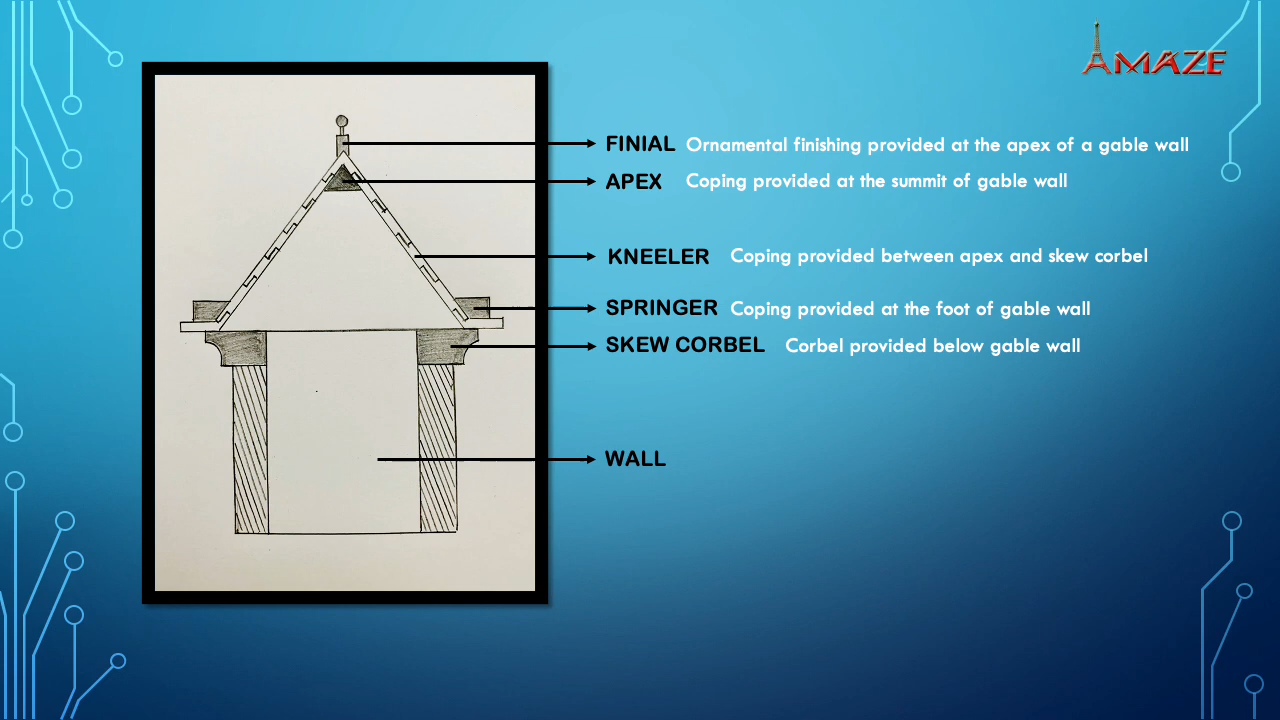 AMAZE
FINIAL Ornamental finishing provided at the apex of a gable wall
APEX Coping provided at the summit of gable wall
KNEELER Coping provided between apex and skew corbel
SPRINGER Coping provided at the foot of gable wall
SKEW CORBEL Corbel provided below gable wall
WALL